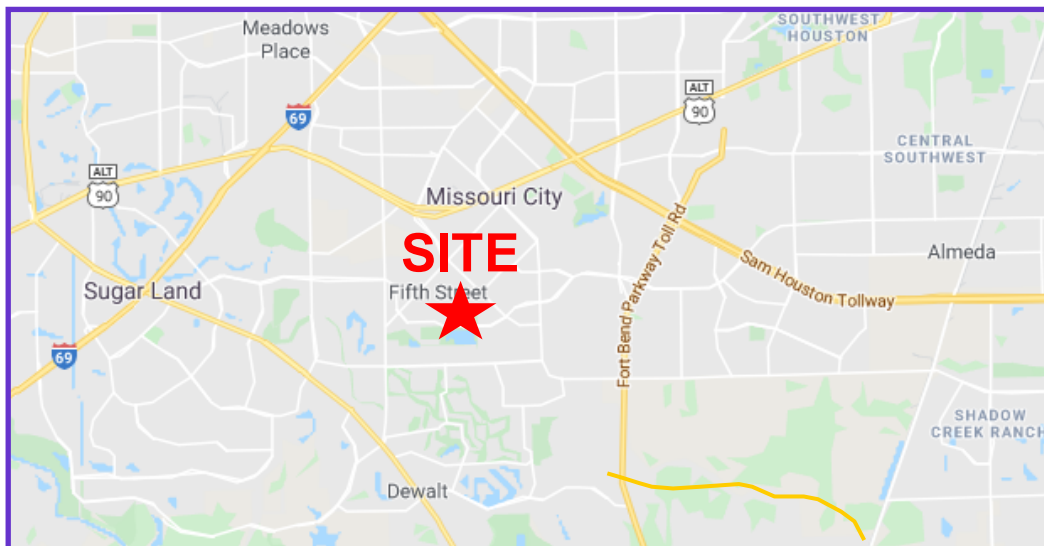 SOUTHWEST
HOUSTON
Meadows
Place
ALT
90
69
CENTRAL
SOUTHWEST
ALT
90
Missouri City
SITE
Fifth Street
Sugar Land
Fort Bend Parkway Toll Rd
Sam Houston Tollway
Almeda
69
SHADOW
CREEK RANCH
Dewalt